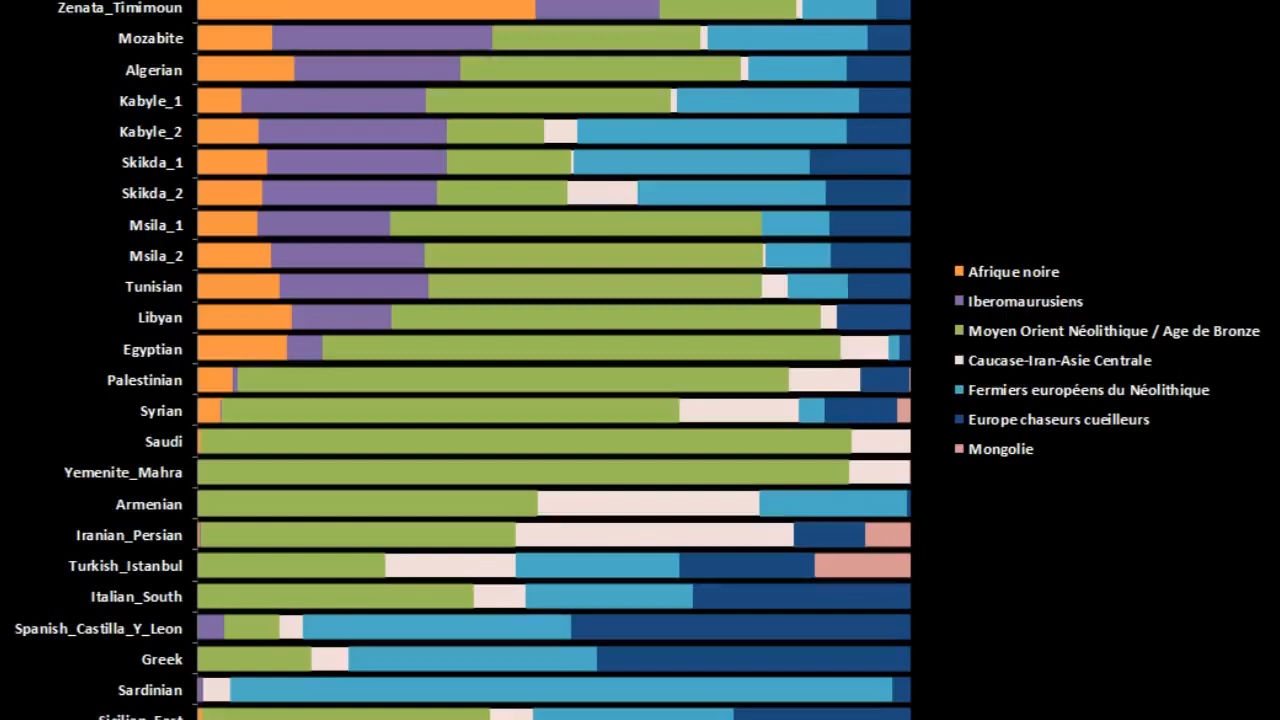 Zenata_Timimoun
Mozabite
Algerian
Kabyle_1
Kabyle_2
Skikda_1
Skikda_2
Msila_1
Msila_2
Tunisian
Libyan
Egyptian
Palestinian
Syrian
Saudi
Yemenite_Mahra
Armenian
Iranian_Persian
Turkish_Istanbul
Italian_South
Spanish_Castilla_Y_Leon
Greek
Sardinian
Sicilian_East
Afrique noire
Iberomaurusiens
Moyen Orient Néolithique / Age de Bronze
Caucase-Iran-Asie Centrale
Fermiers européens du Néolithique
Europe chaseurs cueilleurs
Mongolie